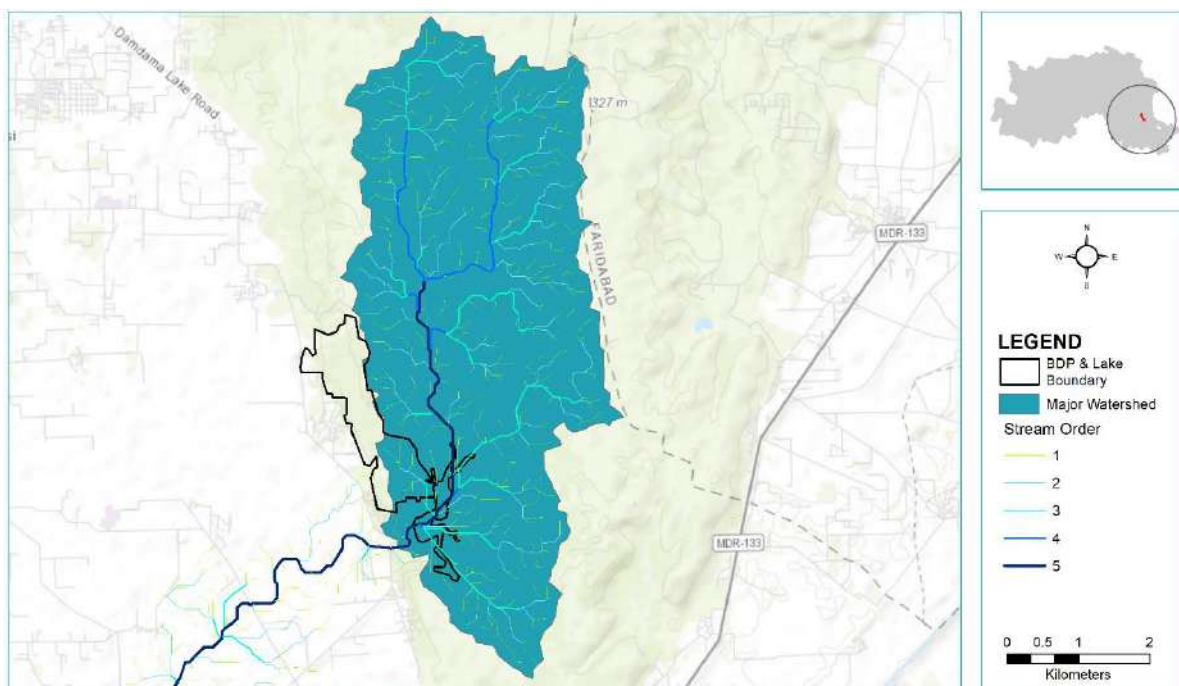 Damdama Lake Road
si
327 m
FARIDABAD
MDR-133
MDR-133
N
W E
S
LEGEND
BDP & Lake
Boundary
Major Watershed
Stream Order
1
2
3
4
5
0 0.5 1 2
Kilometers